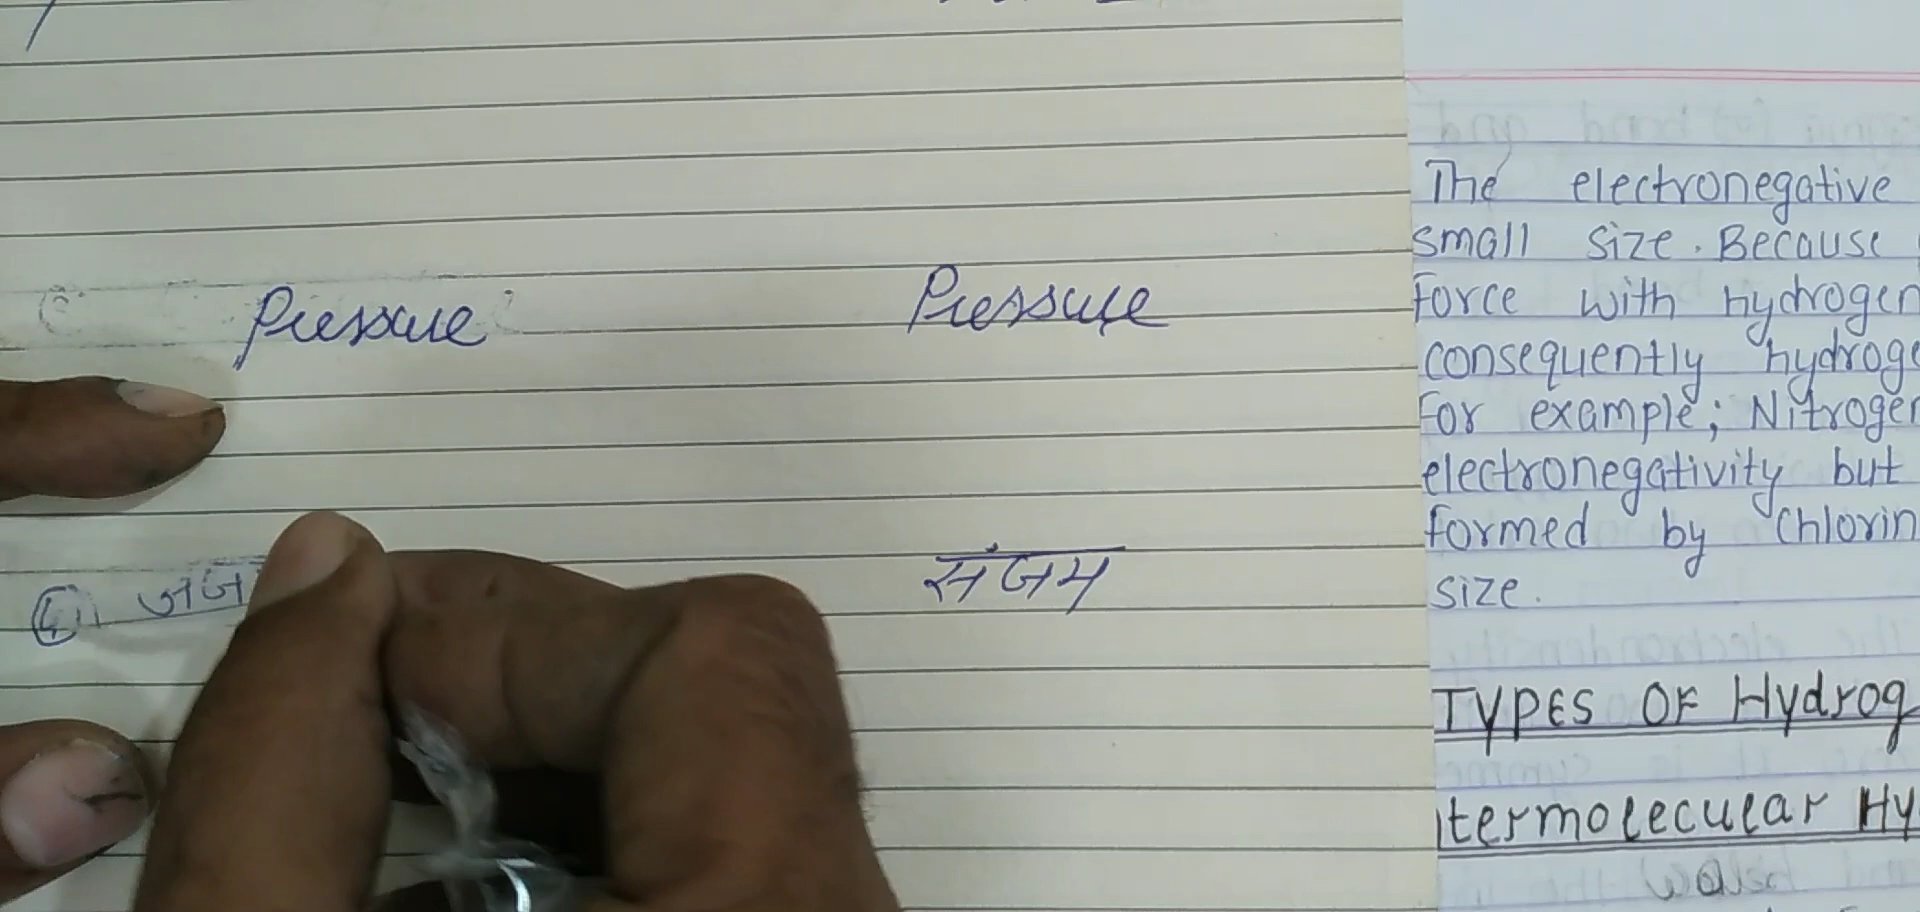 Pressure Pressure
संजम
The electronegative
small size. Because
Force with hydrogen
consequently hydroge
For example; Nitrogen
electronegativity but
formed by Chlorin
size.
TYPES OF Hydrog
termolecular Hy